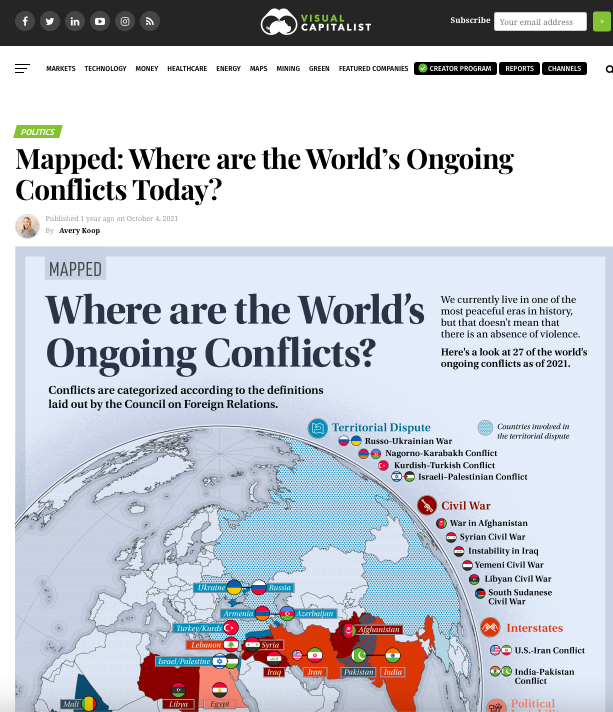 VISUAL
CAPITALIST
Subscribe
Your email address
>
MARKETS TECHNOLOGY MONEY HEALTHCARE ENERGY MAPS MINING GREEN FEATURED COMPANIES CREATOR PROGRAM REPORTS CHANNELS
POLITICS
Mapped: Where are the World's Ongoing
Conflicts Today?
Published 1 year ago on October 4, 2021
By Avery Koop
MAPPED
Where are the World's
Ongoing Conflicts?
We currently live in one of the
most peaceful eras in history,
but that doesn't mean that
there is an absence of violence.
Here's a look at 27 of the world's
ongoing conflicts as of 2021.
Conflicts are categorized according to the definitions
laid out by the Council on Foreign Relations.
Territorial Dispute
Countries involved in
the territorial dispute
Russo-Ukrainian War
Nagorno-Karabakh Conflict
Kurdish-Turkish Conflict
Israeli-Palestinian Conflict
Civil War
War in Afghanistan
Syrian Civil War
Instability in Iraq
Yemeni Civil War
Libyan Civil War
South Sudanese
Civil War
Interstates
U.S.-Iran Conflict
India-Pakistan
Conflict
Political
Ukraine Russia
Armenia Azerbaijan
Turkey/Kurds
Afghanistan
Lebanon Syria
Israel/Palestine
Iraq Iran Pakistan India
Mali
Libya Egypt